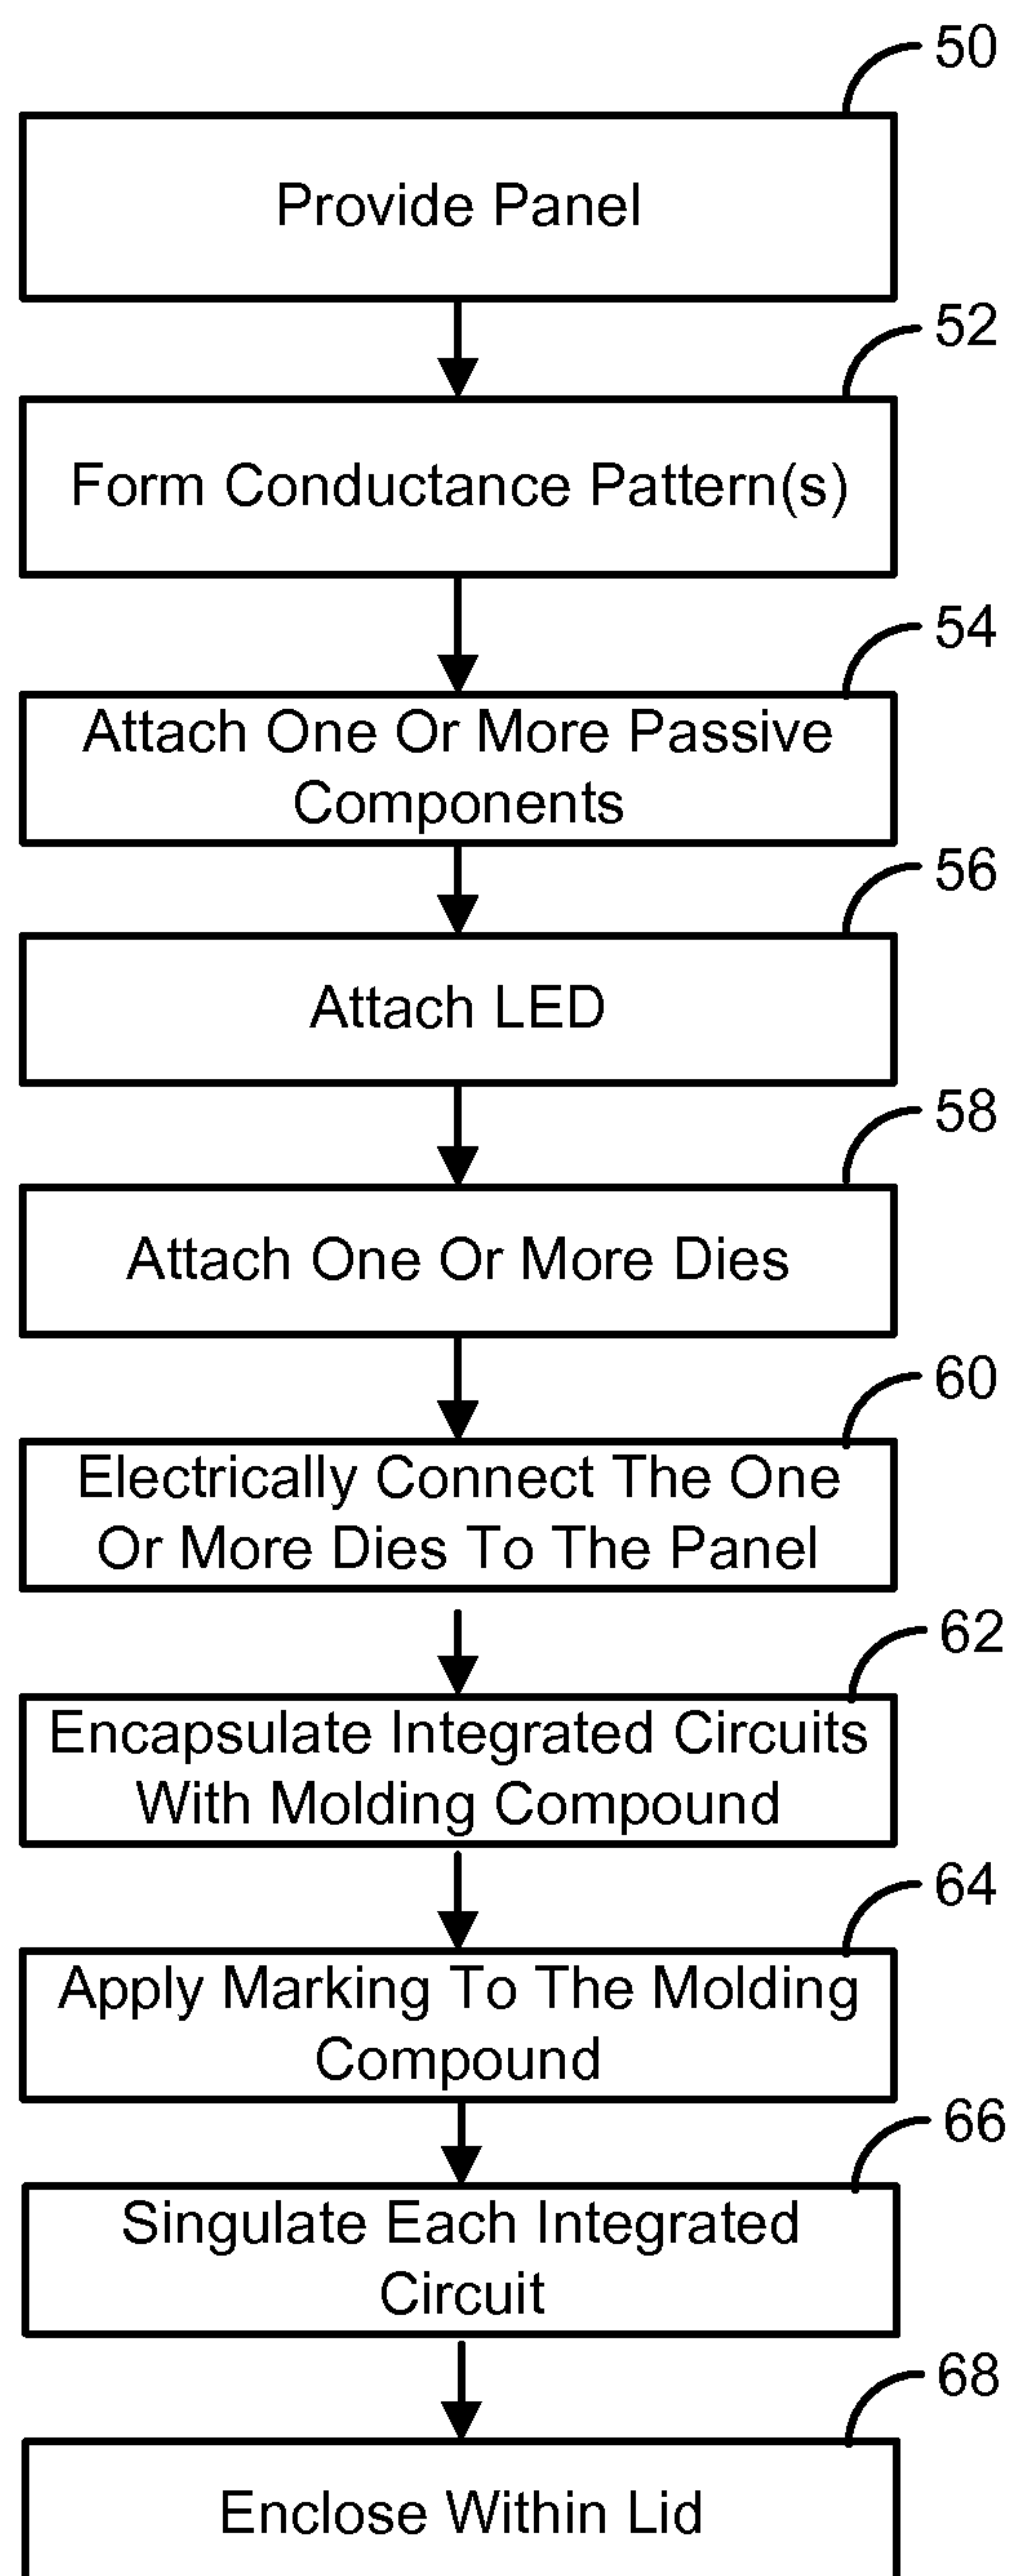 50
Provide Panel
52
Form Conductance Pattern(s)
54
Attach One Or More Passive
Components
56
Attach LED
58
Attach One Or More Dies
60
Electrically Connect The One
Or More Dies To The Panel
62
Encapsulate Integrated Circuits
With Molding Compound
64
Apply Marking To The Molding
Compound
66
Singulate Each Integrated
Circuit
68
Enclose Within Lid